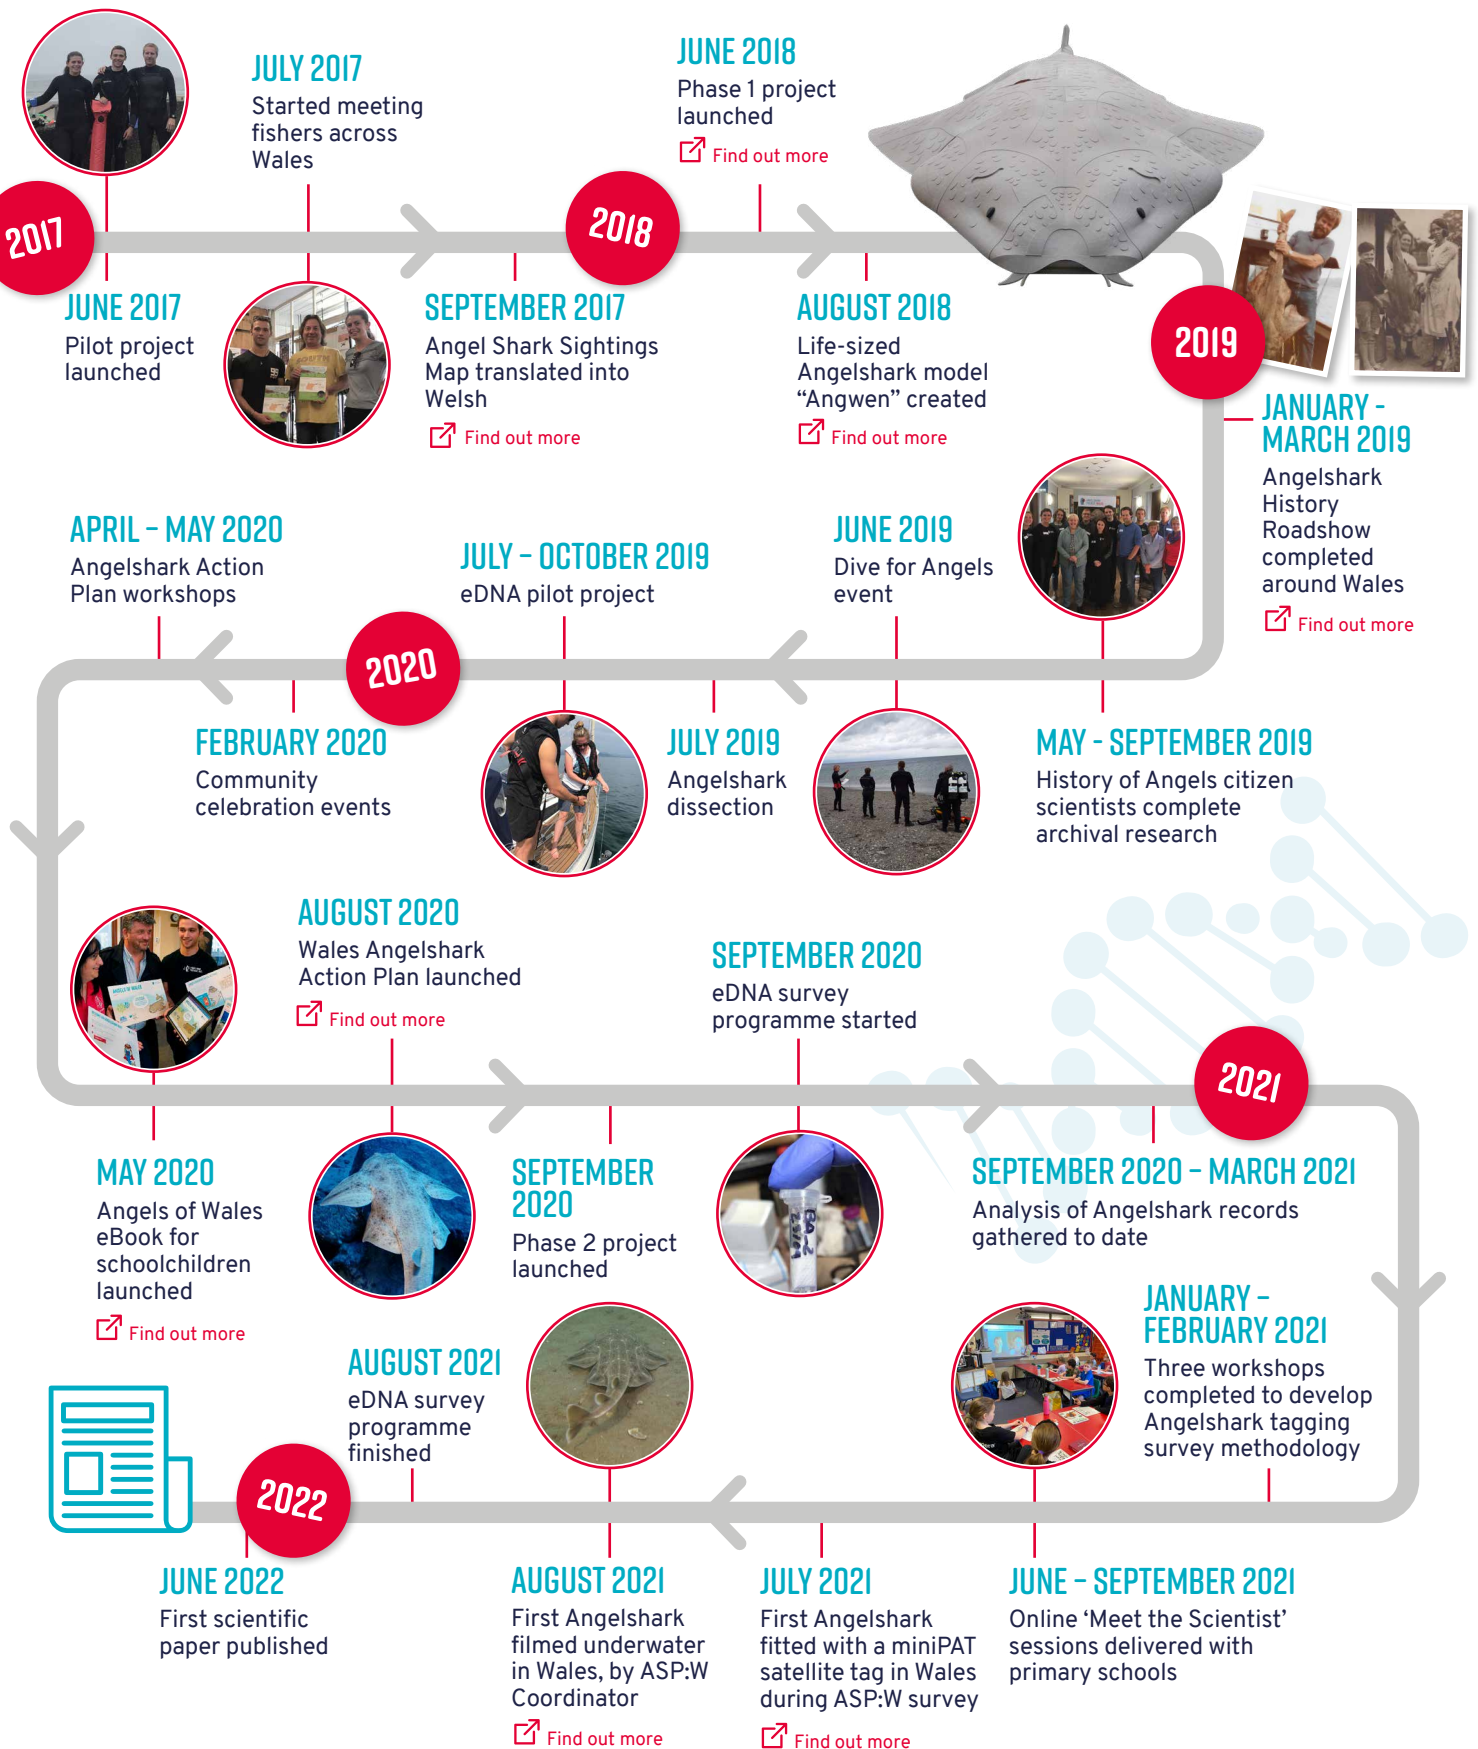 2017
JUNE 2017
Pilot project
launched
JULY 2017
Started meeting
fishers across
Wales
SEPTEMBER 2017
Angel Shark Sightings
Map translated into
Welsh
Find out more
2018
JUNE 2018
Phase 1 project
launched
Find out more
AUGUST 2018
Life-sized
Angelshark model
“Angwen” created
Find out more
2019
JANUARY -
MARCH 2019
Angelshark
History
Roadshow
completed
around Wales
Find out more
MAY - SEPTEMBER 2019
History of Angels citizen
scientists complete
archival research
JUNE 2019
Dive for Angels
event
JULY 2019
Angelshark
dissection
JULY – OCTOBER 2019
eDNA pilot project
2020
FEBRUARY 2020
Community
celebration events
APRIL – MAY 2020
Angelshark Action
Plan workshops
MAY 2020
Angels of Wales
eBook for
schoolchildren
launched
Find out more
AUGUST 2020
Wales Angelshark
Action Plan launched
Find out more
SEPTEMBER
2020
Phase 2 project
launched
SEPTEMBER 2020
eDNA survey
programme started
SEPTEMBER 2020 – MARCH 2021
Analysis of Angelshark records
gathered to date
2021
JANUARY –
FEBRUARY 2021
Three workshops
completed to develop
Angelshark tagging
survey methodology
JUNE – SEPTEMBER 2021
Online ‘Meet the Scientist’
sessions delivered with
primary schools
JULY 2021
First Angelshark
fitted with a miniPAT
satellite tag in Wales
during ASP:W survey
Find out more
AUGUST 2021
First Angelshark
filmed underwater
in Wales, by ASP:W
Coordinator
Find out more
AUGUST 2021
eDNA survey
programme
finished
2022
JUNE 2022
First scientific
paper published